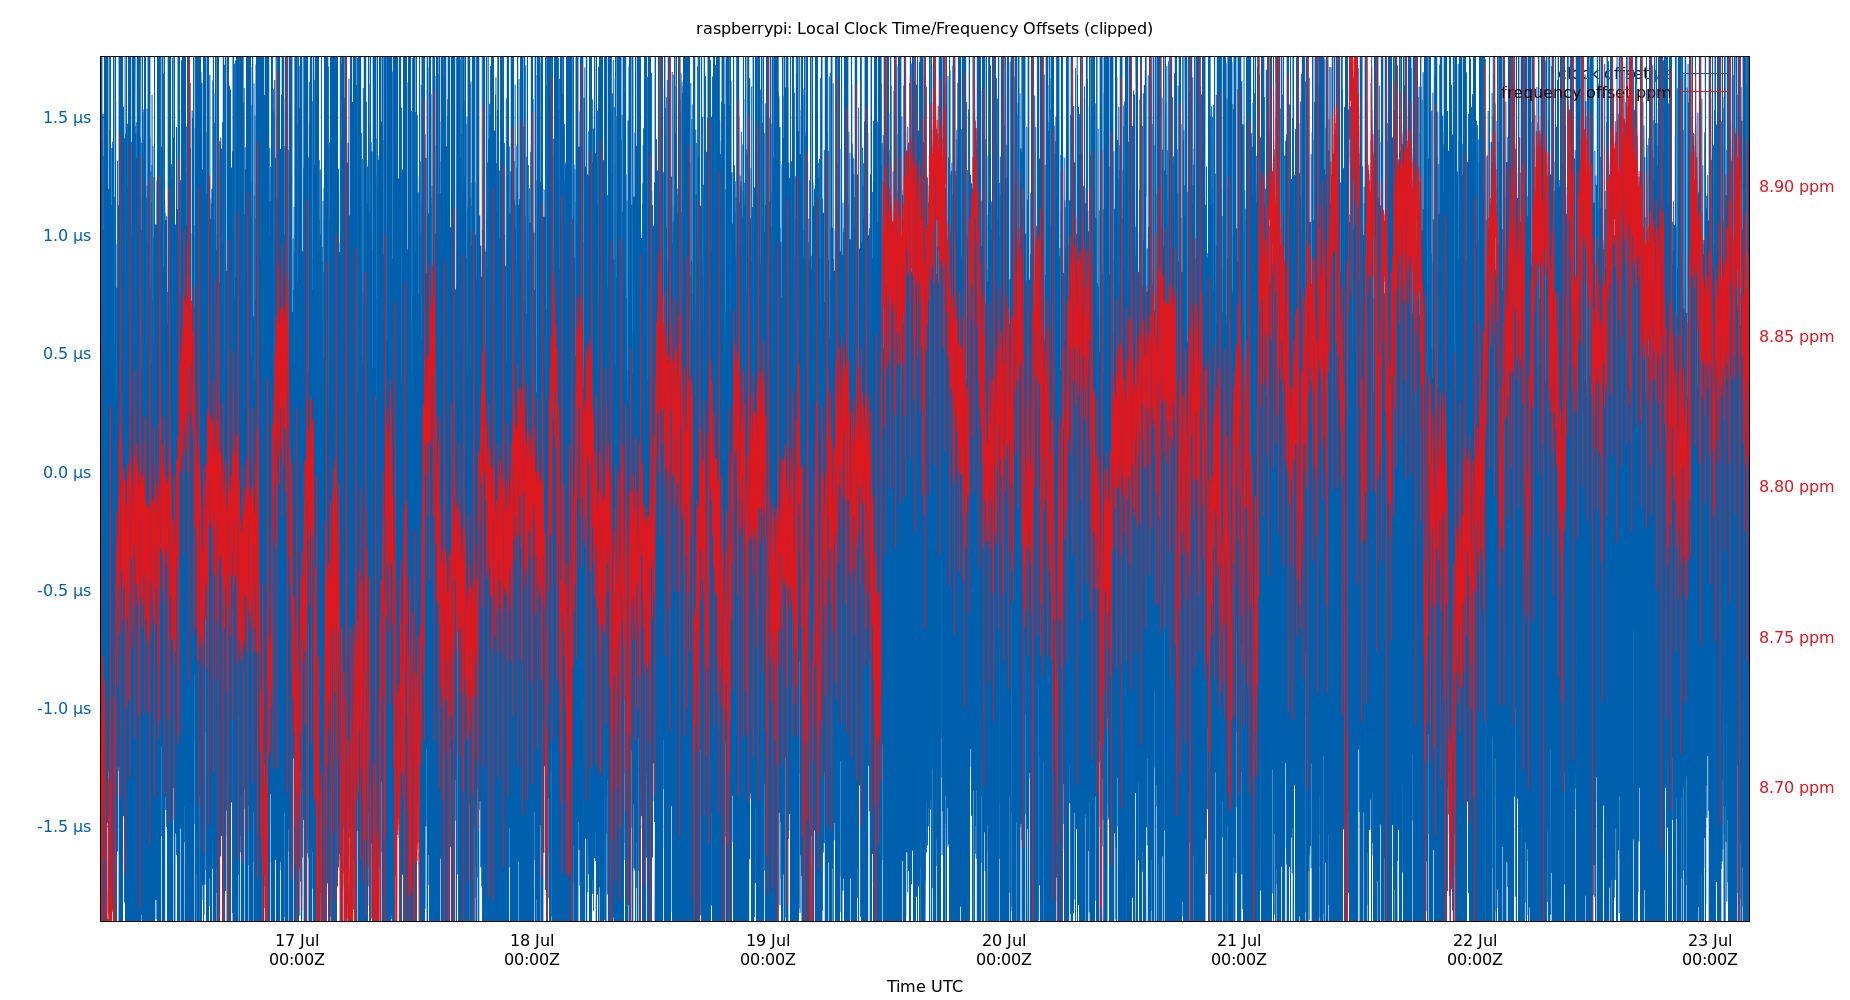 raspberrypi: Local Clock Time/Frequency Offsets (clipped)
clock offset
frequency offset ppm
1.5 µs
1.0 µs
0.5 µs
0.0 µs
-0.5 µs
-1.0 µs
-1.5 µs
8.90 ppm
8.85 ppm
8.80 ppm
8.75 ppm
8.70 ppm
17 Jul 18 Jul 19 Jul 20 Jul 21 Jul 22 Jul 23 Jul
00:00Z 00:00Z 00:00Z 00:00Z 00:00Z 00:00Z 00:00Z
Time UTC